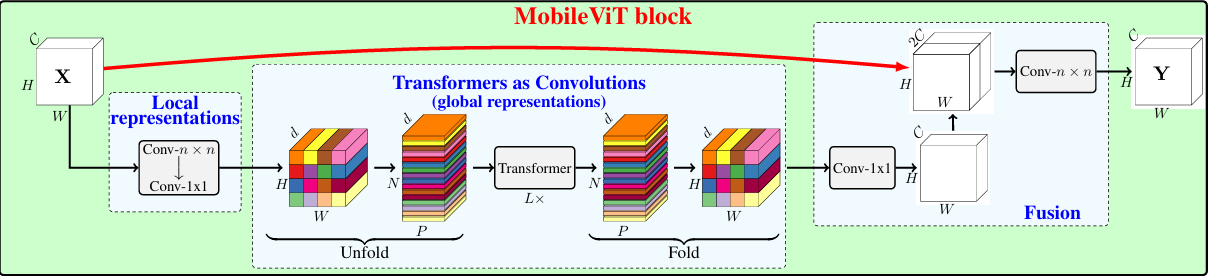 MobileViT block
C
X
H
W
Local
representations
Conv-n × n
Conv-1x1
Transformers as Convolutions
(global representations)
d
H
W
Unfold
d
N
P
Transformer
L×
d
N
P
Fold
d
H
W
Conv-1x1
C
H
W
2C
H
W
Conv-n × n
C
Y
H
W
Fusion